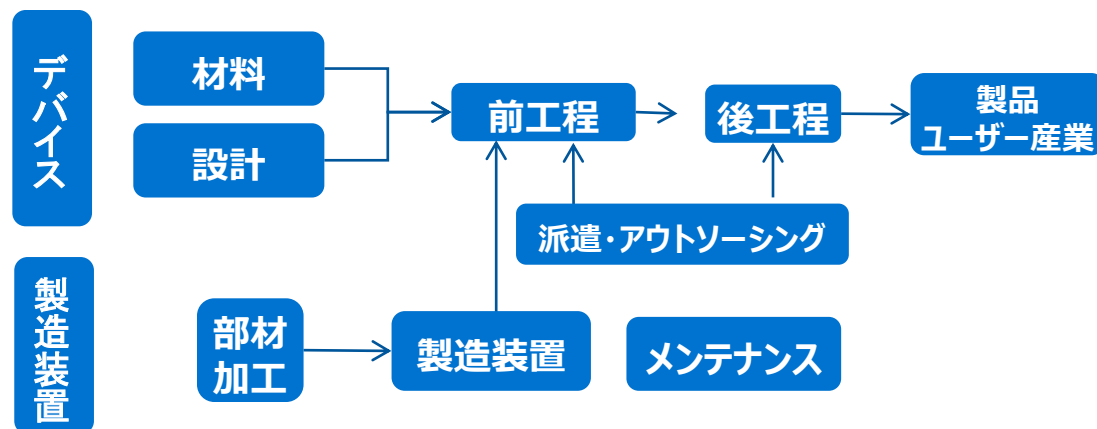 デバイス
材料
設計
前工程
後工程
製品
ユーザー産業
派遣・アウトソーシング
製造装置
部材
加工
製造装置
メンテナンス